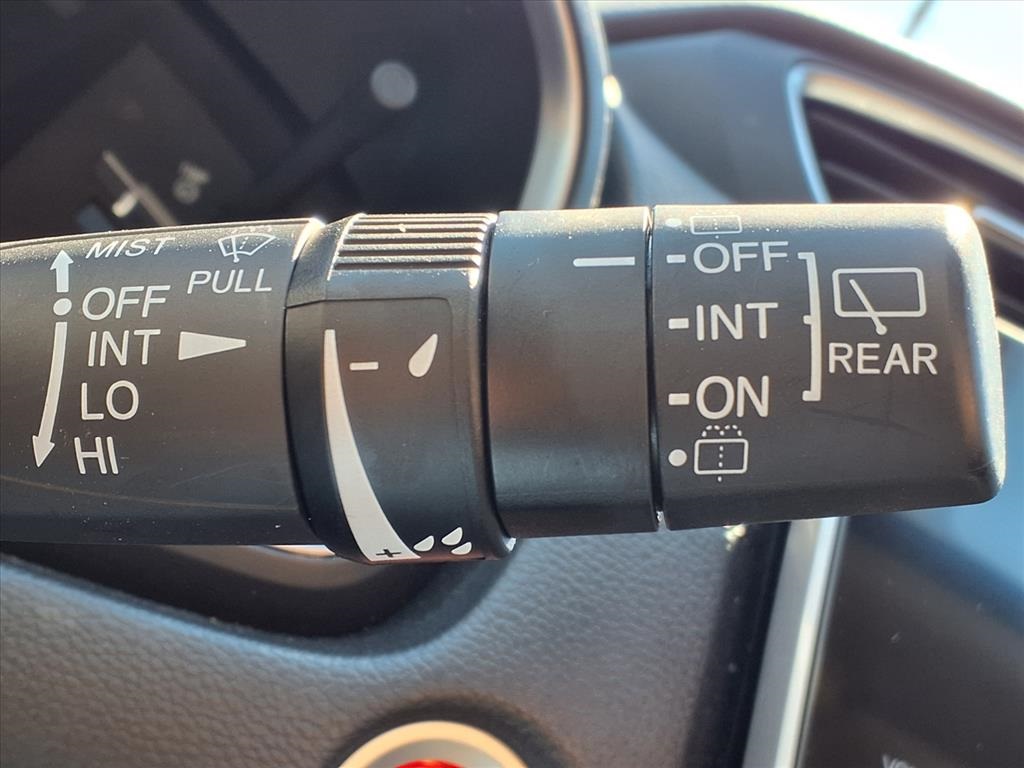 MIST
PULL
OFF
INT
LO
HI
- 
+
OFF
INT
ON
REAR